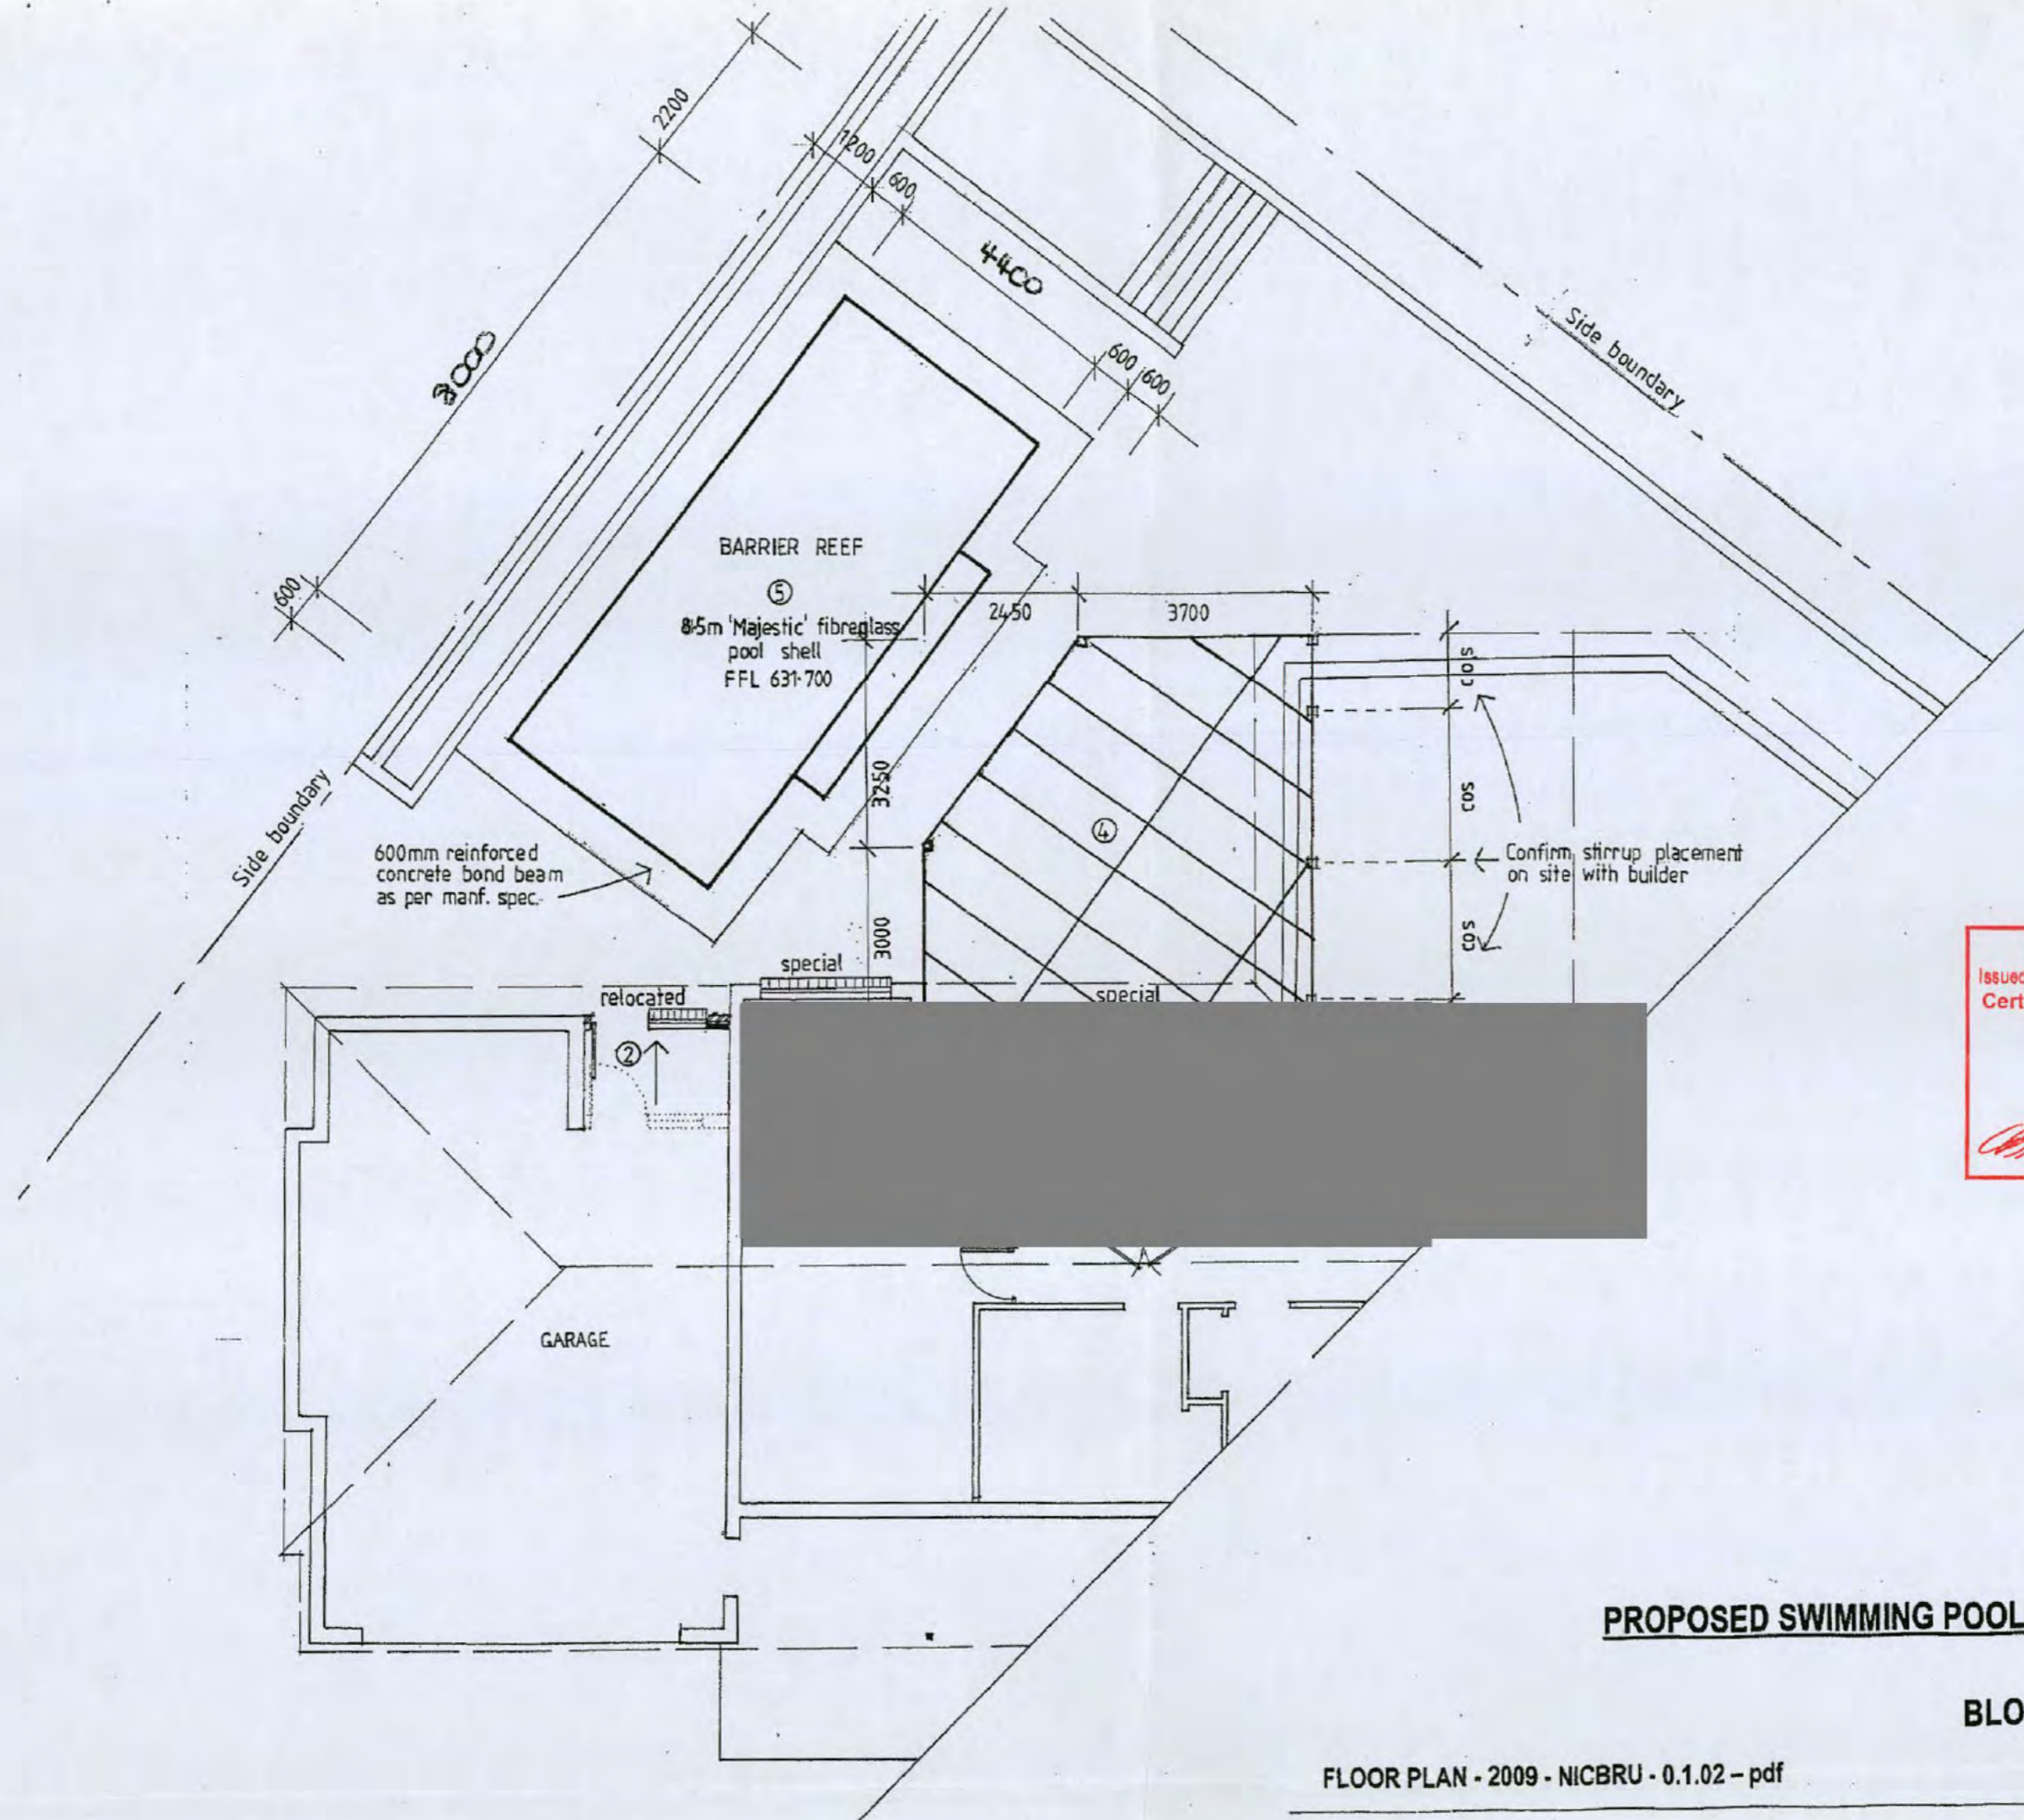 2200
1200
600
4400
600
600
Side boundary
600
BARRIER REEF
5
8·5m 'Majestic' fibreglass
pool shell
FFL 631·700
2450
3700
COS
COS
COS
Confirm stirrup placement
on site with builder
3250
3000
4
Side boundary
600mm reinforced
concrete bond beam
as per manf. spec.
special
relocated
special
2
GARAGE
Issued
Cert
PROPOSED SWIMMING POOL
BLO
FLOOR PLAN - 2009 - NICBRU - 0.1.02 – pdf